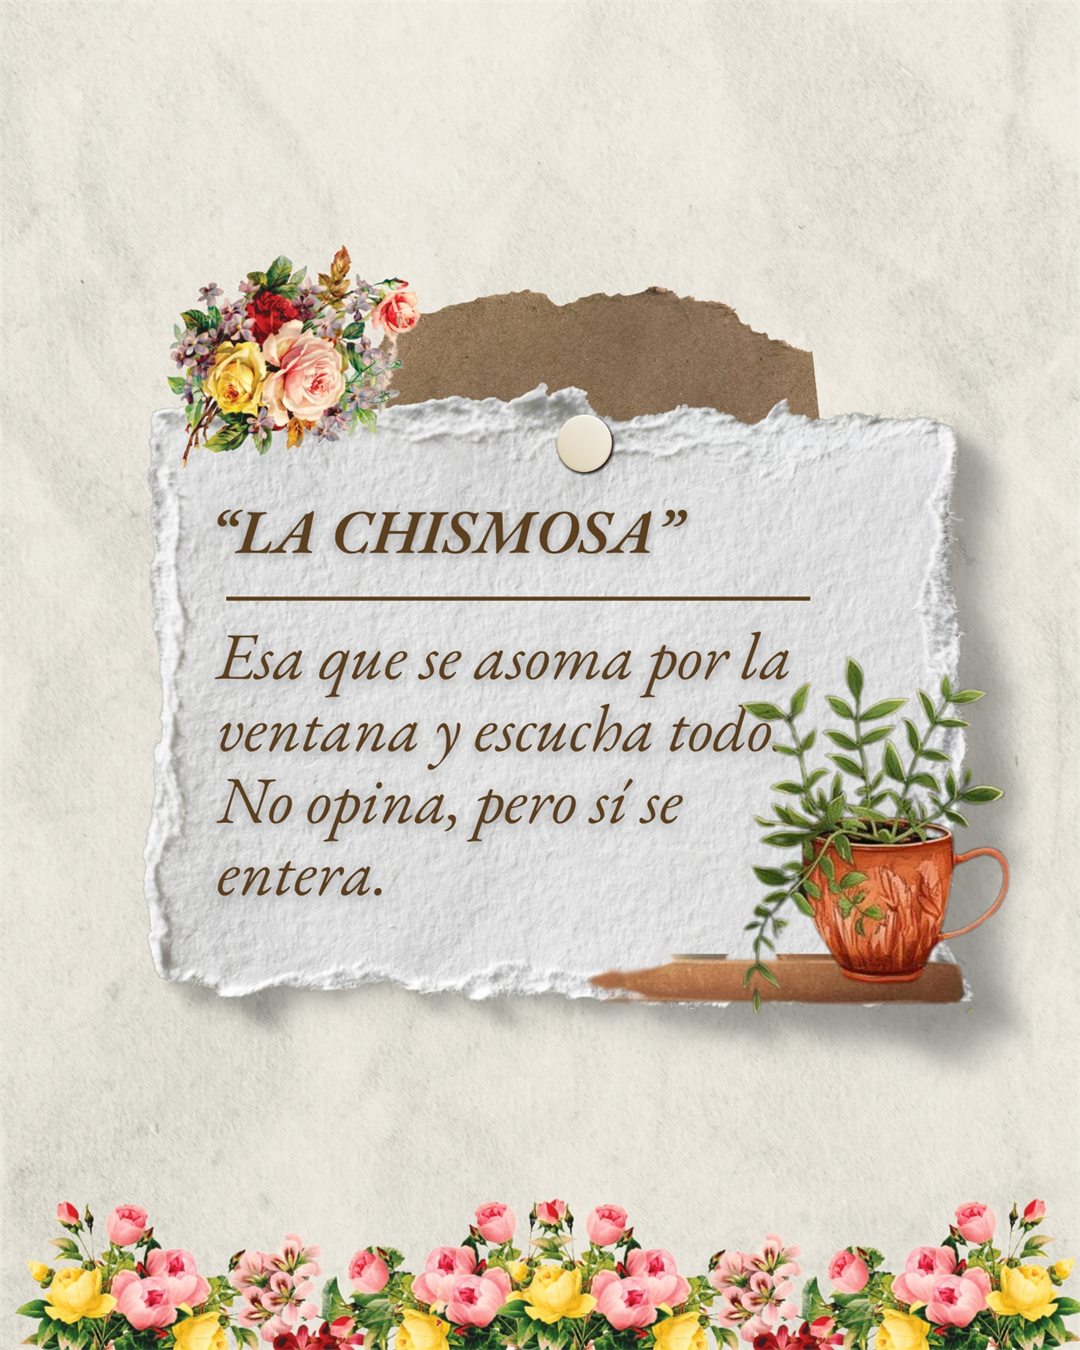 “LA CHISMOSA”
Esa que se asoma por la
ventana y escucha todo.
No opina, pero sí se
entera.